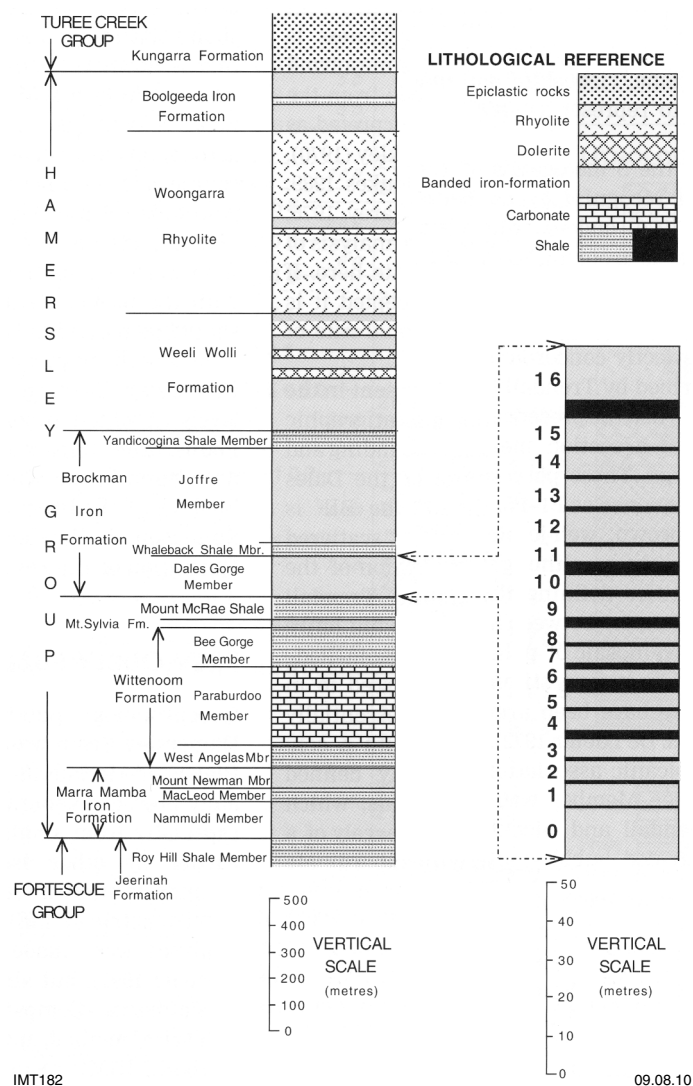 TUREE CREEK
GROUP
Kungarra Formation
Boolgeeda Iron
Formation
Woongarra
Rhyolite
Weeli Wolli
Formation
Yandicoogina Shale Member
Brockman
Iron
Formation
Joffre
Member
Whaleback Shale Mbr.
Dales Gorge
Member
Mount McRae Shale
Mt.Sylvia Fm.
Bee Gorge
Member
Wittenoom
Formation
Paraburdoo
Member
West Angelas Mbr
Mount Newman Mbr
Marra Mamba
Iron
Formation
MacLeod Member
Nammuldi Member
Roy Hill Shale Member
HAMERSLEY GROUP
FORTESCUE
GROUP
Jeerinah
Formation
LITHOLOGICAL REFERENCE
Epiclastic rocks
Rhyolite
Dolerite
Banded iron-formation
Carbonate
Shale
16
15
14
13
12
11
10
9
8
7
6
5
4
3
2
1
0
500
400
300
200
100
0
VERTICAL
SCALE
(metres)
50
40
30
20
10
0
VERTICAL
SCALE
(metres)
IMT182
09.08.10